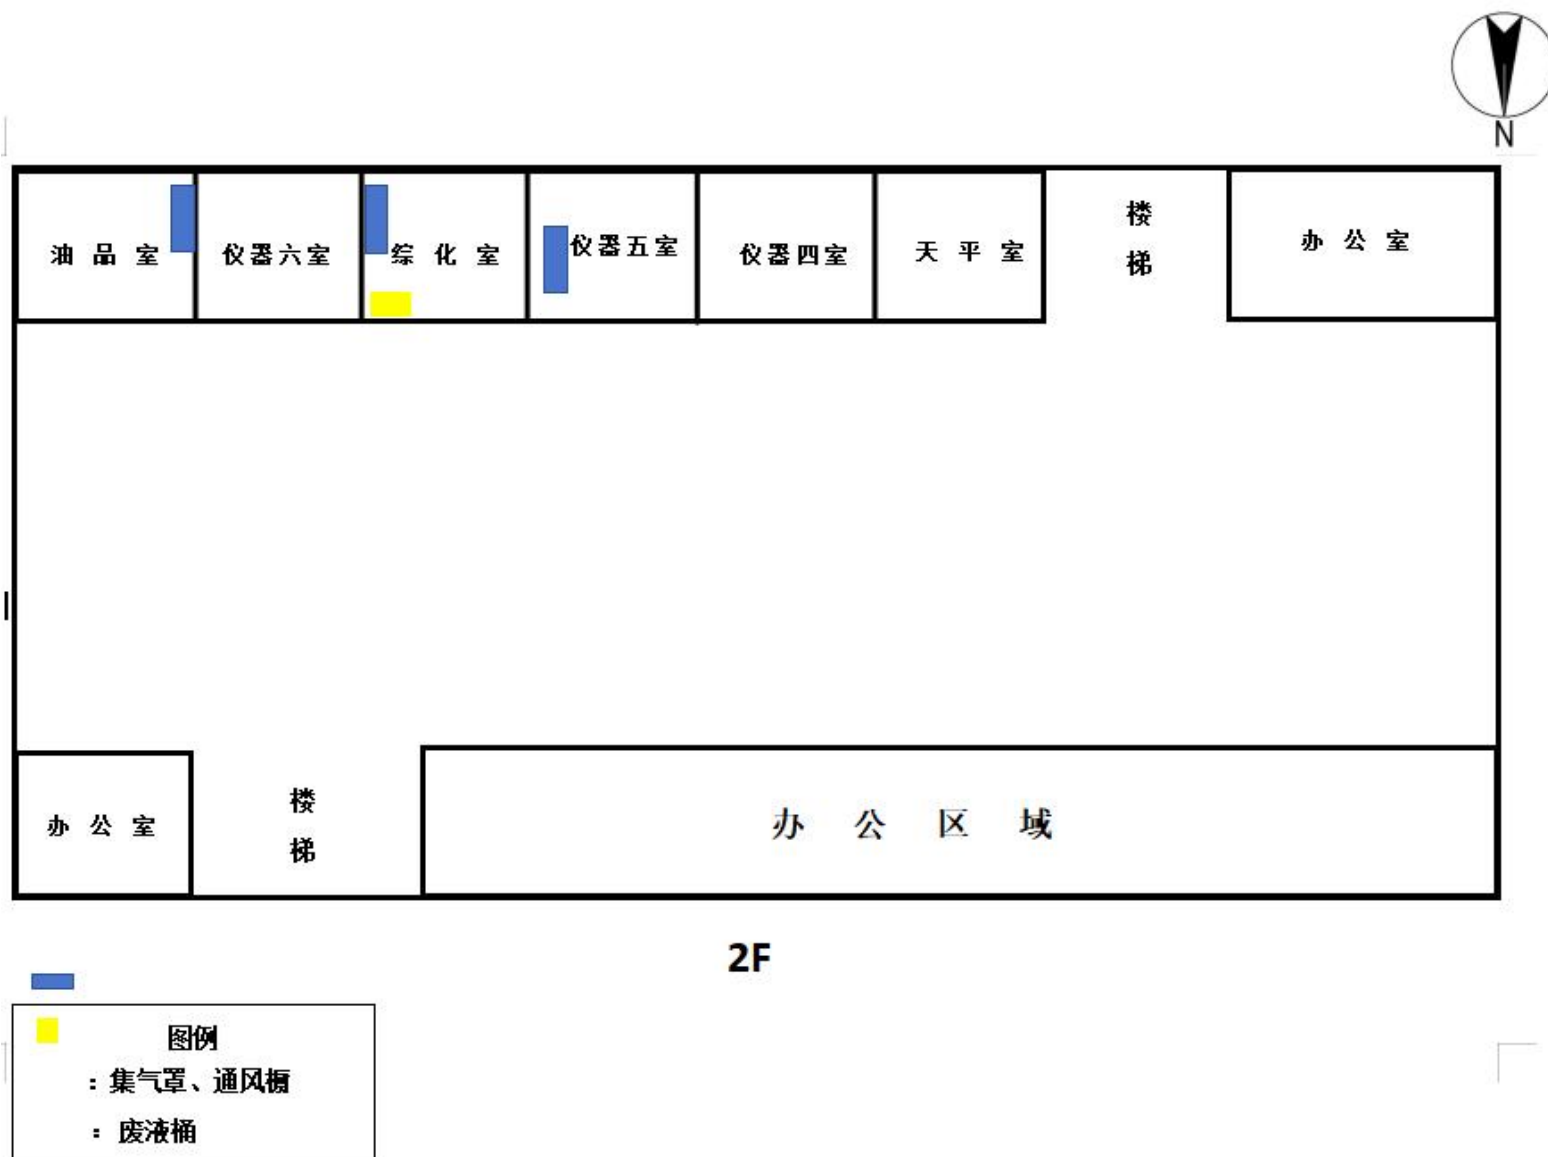 N
油品室 仪器六室 综化室 仪器五室 仪器四室 天平室 楼梯 办公室
办公室 楼梯 办公区域
2F
图例
：集气罩、通风橱
：废液桶